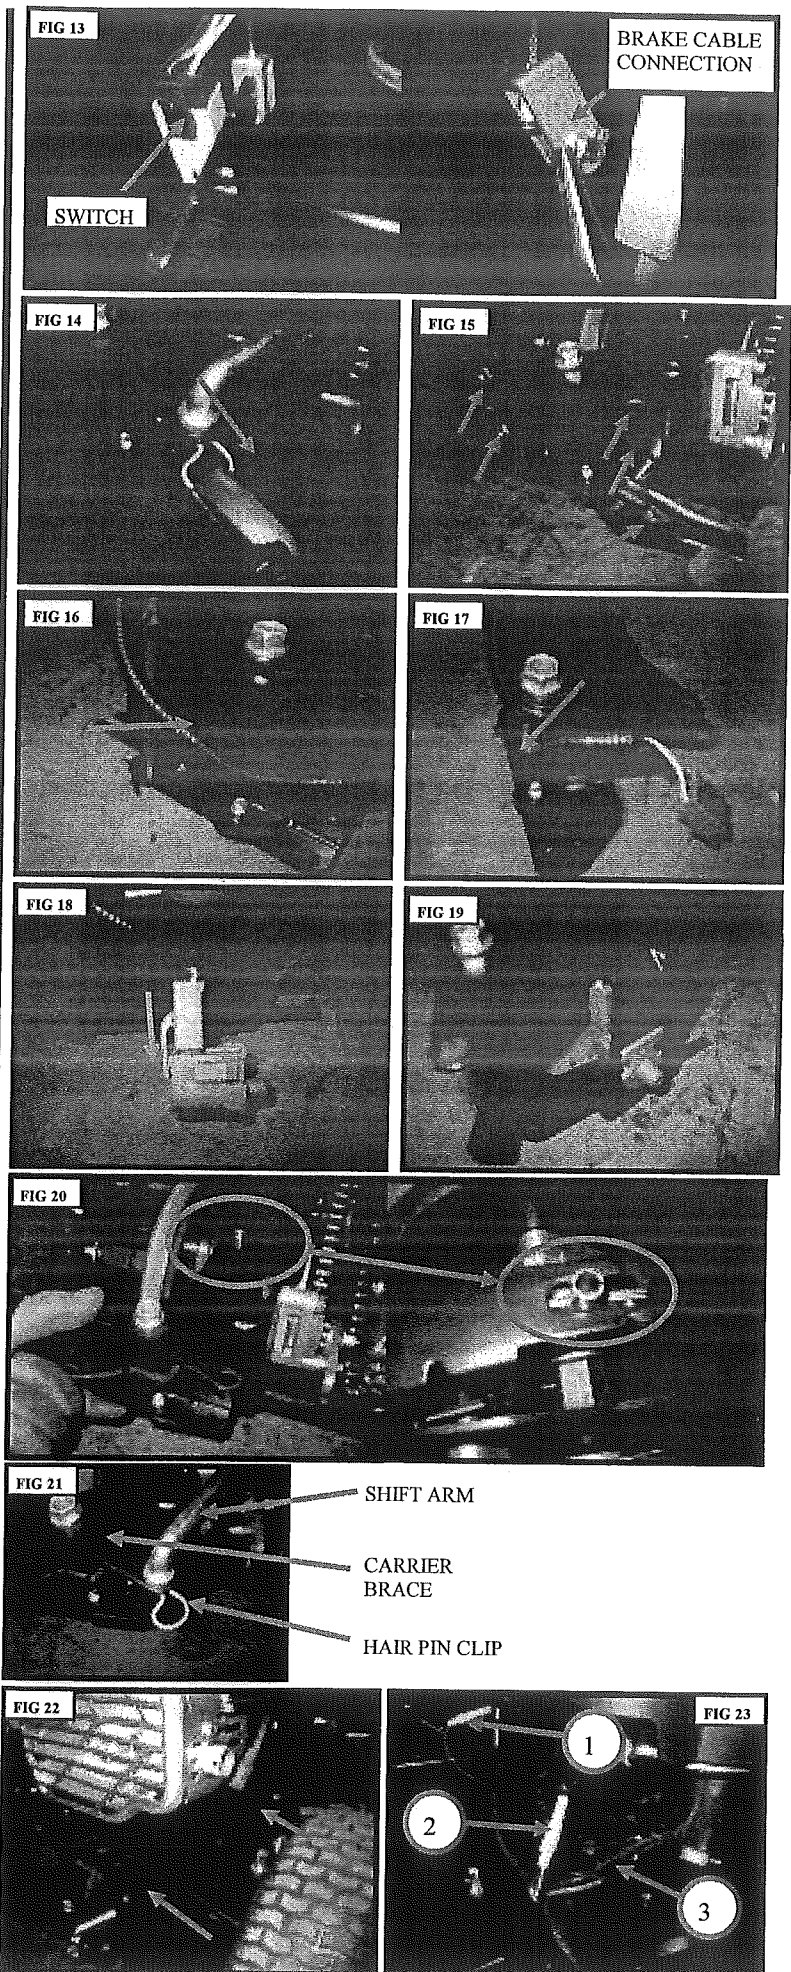 FIG 13
BRAKE CABLE
CONNECTION
SWITCH
FIG 14
FIG 15
FIG 16
FIG 17
FIG 18
FIG 19
FIG 20
FIG 21
SHIFT ARM
CARRIER
BRACE
HAIR PIN CLIP
FIG 22
FIG 23
1
2
3